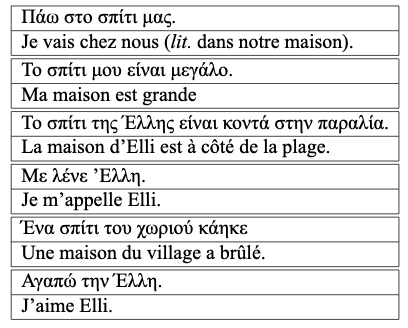 Πάω στο σπίτι μας.
Je vais chez nous (lit. dans notre maison).
Το σπίτι μου είναι μεγάλο.
Ma maison est grande
Το σπίτι της Έλλης είναι κοντά στην παραλία.
La maison d’Elli est à côté de la plage.
Με λένε ’Ελλη.
Je m’appelle Elli.
Ένα σπίτι του χωριού κάηκε
Une maison du village a brûlé.
Αγαπώ την Έλλη.
J’aime Elli.